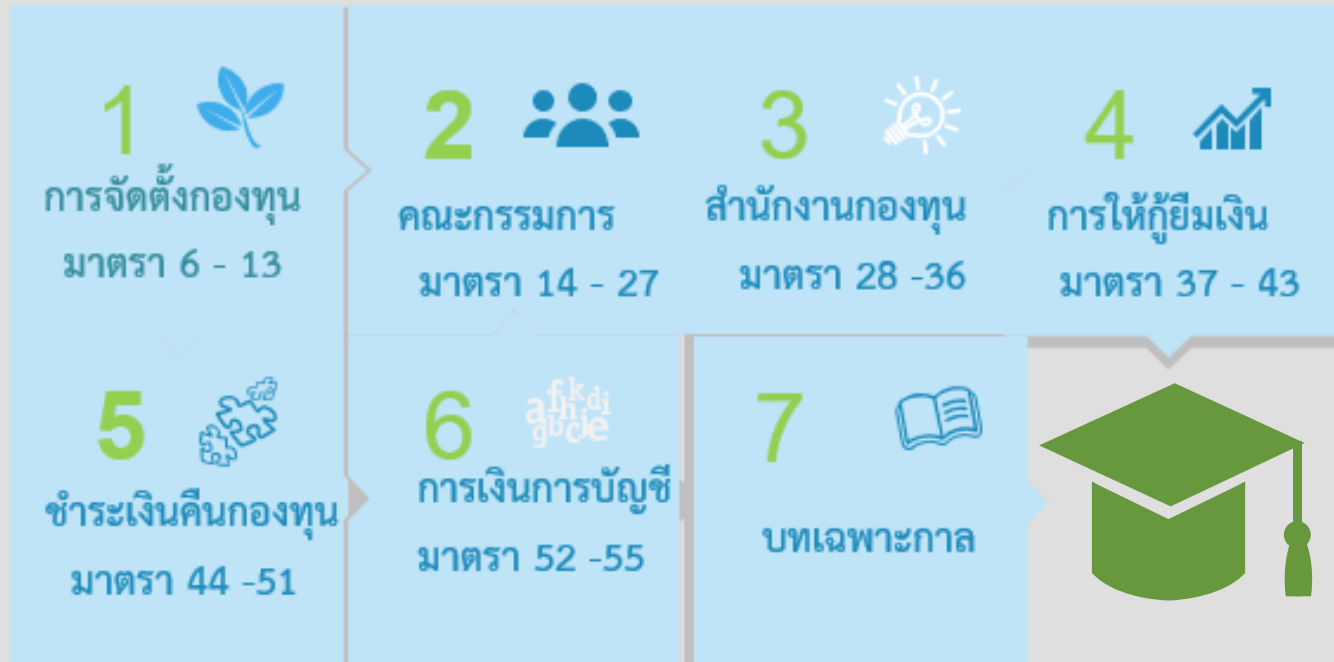 1
การจัดตั้งกองทุน
มาตรา 6 - 13
2
คณะกรรมการ
มาตรา 14 - 27
3
สำนักงานกองทุน
มาตรา 28 -36
4
การให้กู้ยืมเงิน
มาตรา 37 - 43
5
ชำระเงินคืนกองทุน
มาตรา 44 -51
6
การเงินการบัญชี
มาตรา 52 -55
7
บทเฉพาะกาล